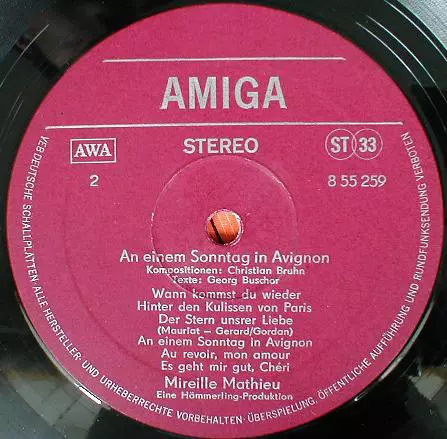 AMIGA
AWA
STEREO
ST 33
2
8 55 259
An einem Sonntag in Avignon
Kompositionen: Christian Bruhn
Texte: Georg Buschor
Wann kommst du wieder
Hinter den Kulissen von Paris
Der Stern unsrer Liebe
(Mauriat – Gerard/Gordan)
An einem Sonntag in Avignon
Au revoir, mon amour
Es geht mir gut, Chéri
Mireille Mathieu
Eine Hämmerling-Produktion
VEB DEUTSCHE SCHALLPLATTEN · ALLE HERSTELLER- UND URHEBERRECHTE VORBEHALTEN · ÜBERSPIELUNG, ÖFFENTLICHE AUFFÜHRUNG UND RUNDFUNKSENDUNG VERBOTEN